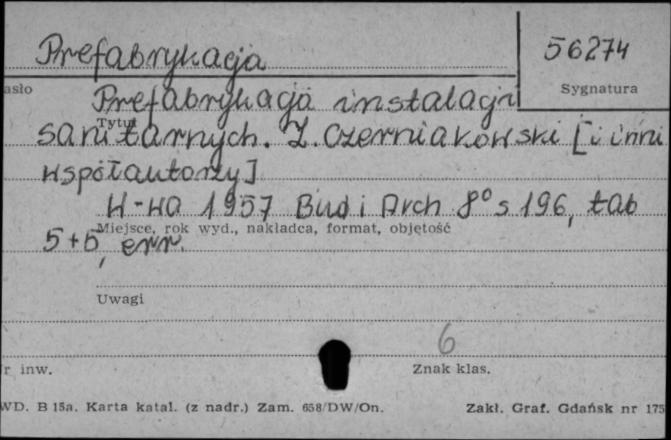 Prefabrykacja
56274
asło
Sygnatura
Prefabrykacja instalacji
Tytuł
sanitarnych. Z. Czerniakowski [i inni
współautorzy]
W-wa 1957 Bud i Arch 8° s 196, tab
Miejsce, rok wyd., nakładca, format, objętość
5+5, err.
Uwagi
6
r inw.
Znak klas.
WD. B 15a. Karta katal. (z nadr.) Zam. 658/DW/On.
Zakł. Graf. Gdańsk nr 175